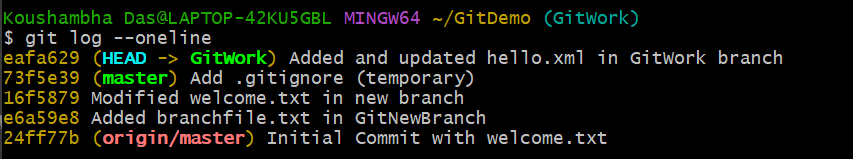 Koushambha Das@LAPTOP-42KU5GBL MINGW64 ~/GitDemo (GitWork)
$ git log --oneline
eafa629 (HEAD -> GitWork) Added and updated hello.xml in GitWork branch
73f5e39 (master) Add .gitignore (temporary)
16f5879 Modified welcome.txt in new branch
e6a59e8 Added branchfile.txt in GitNewBranch
24ff77b (origin/master) Initial Commit with welcome.txt